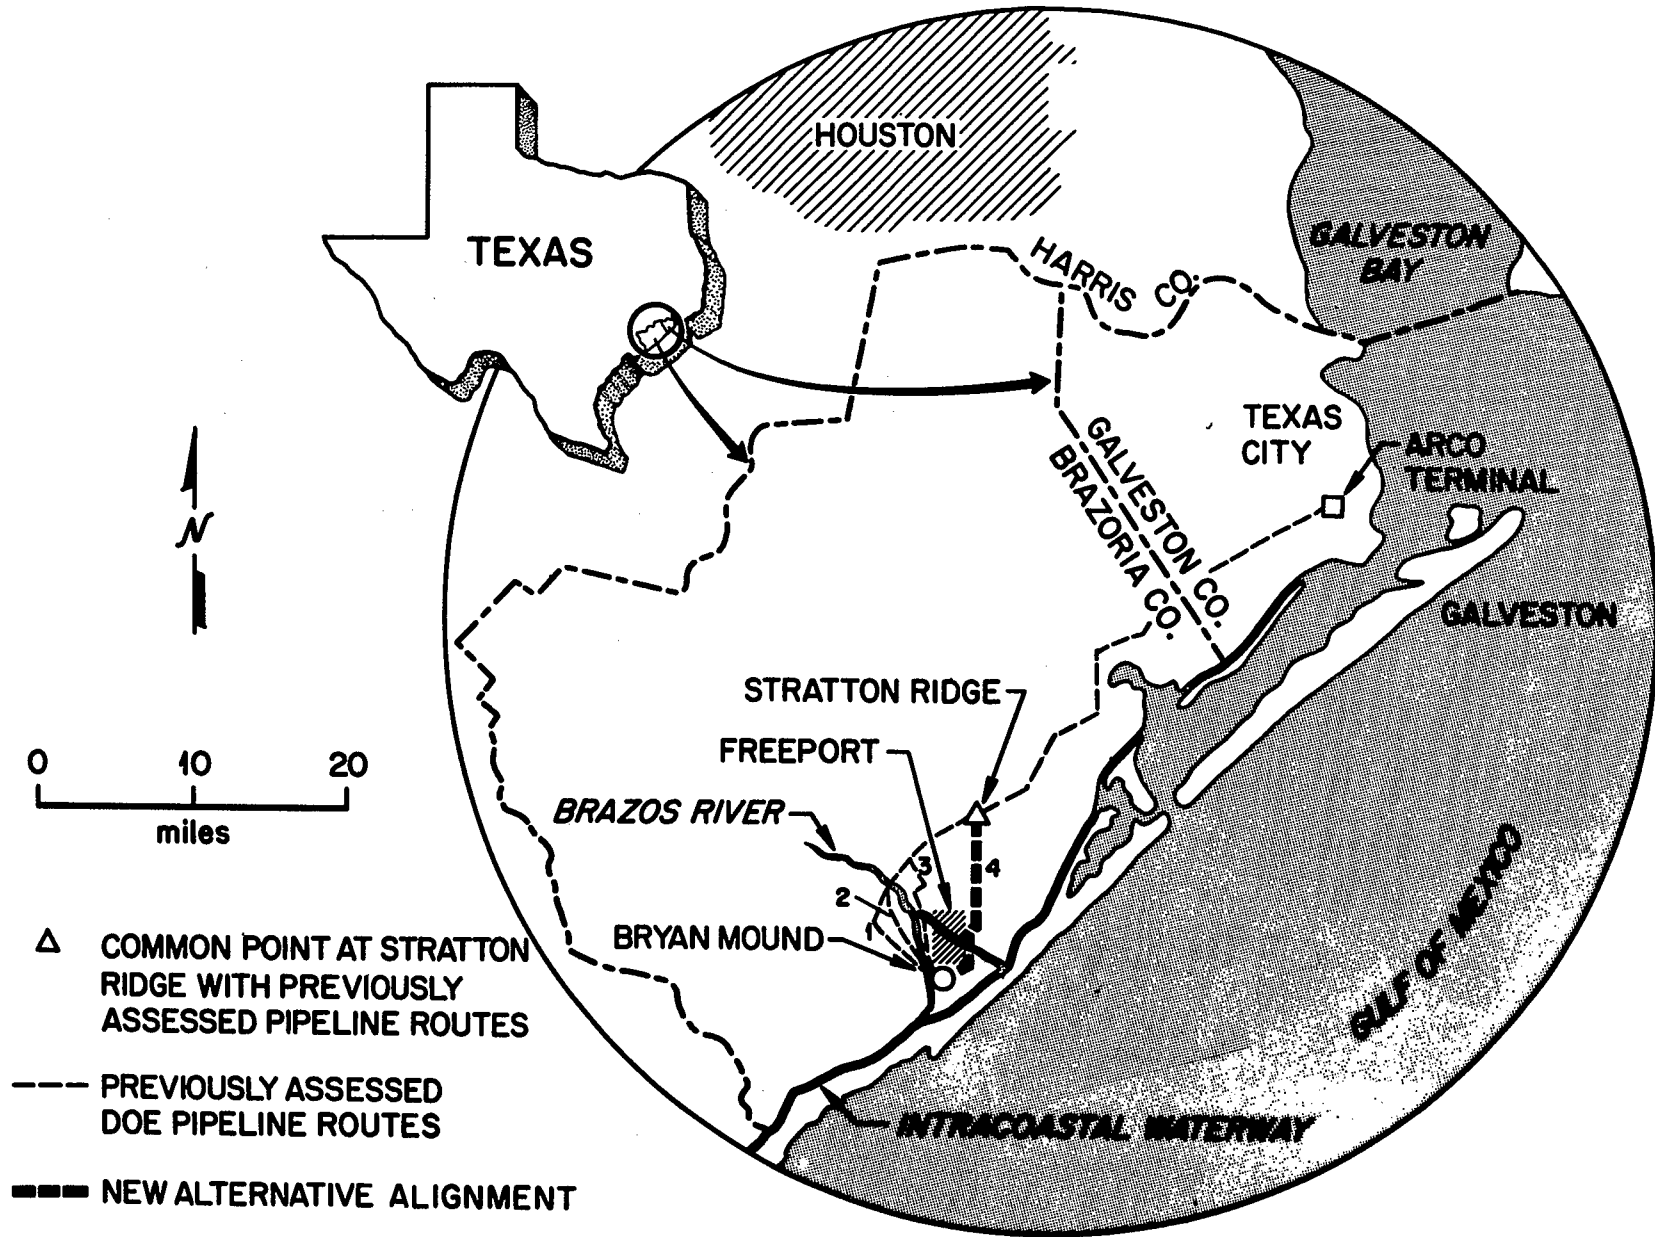 HOUSTON
GALVESTON
BAY
TEXAS
HARRIS CO.
TEXAS
CITY
ARCO
TERMINAL
GALVESTON CO.
BRAZORIA CO.
N
GALVESTON
STRATTON RIDGE
FREEPORT
0 10 20
miles
BRAZOS RIVER
3
4
2
1
BRYAN MOUND
GULF OF MEXICO
INTRACOASTAL WATERWAY
COMMON POINT AT STRATTON
RIDGE WITH PREVIOUSLY
ASSESSED PIPELINE ROUTES
PREVIOUSLY ASSESSED
DOE PIPELINE ROUTES
NEW ALTERNATIVE ALIGNMENT